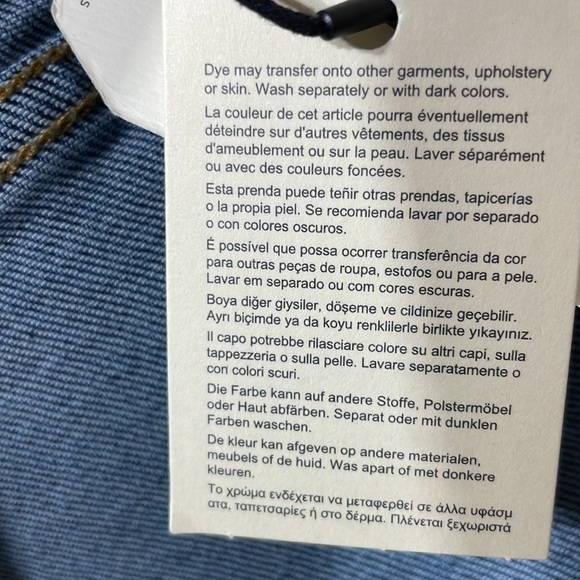 s
Dye may transfer onto other garments, upholstery
or skin. Wash separately or with dark colors.
La couleur de cet article pourra éventuellement
déteindre sur d'autres vêtements, des tissus
d'ameublement ou sur la peau. Laver séparément
ou avec des couleurs foncées.
Esta prenda puede teñir otras prendas, tapicerías
o la propia piel. Se recomienda lavar por separado
o con colores oscuros.
É possível que possa ocorrer transferência da cor
para outras peças de roupa, estofos ou para a pele.
Lavar em separado ou com cores escuras.
Boya diğer giysiler, döşeme ve cildinize geçebilir.
Ayrı biçimde ya da koyu renklilerle birlikte yıkayınız.
Il capo potrebbe rilasciare colore su altri capi, sulla
tappezzeria o sulla pelle. Lavare separatamente o
con colori scuri.
Die Farbe kann auf andere Stoffe, Polstermöbel
oder Haut abfärben. Separat oder mit dunklen
Farben waschen.
De kleur kan afgeven op andere materialen,
meubels of de huid. Was apart of met donkere
kleuren.
Το χρώμα ενδέχεται να μεταφερθεί σε άλλα υφάσμ
ατα, ταπετσαρίες ή στο δέρμα. Πλένεται ξεχωριστά